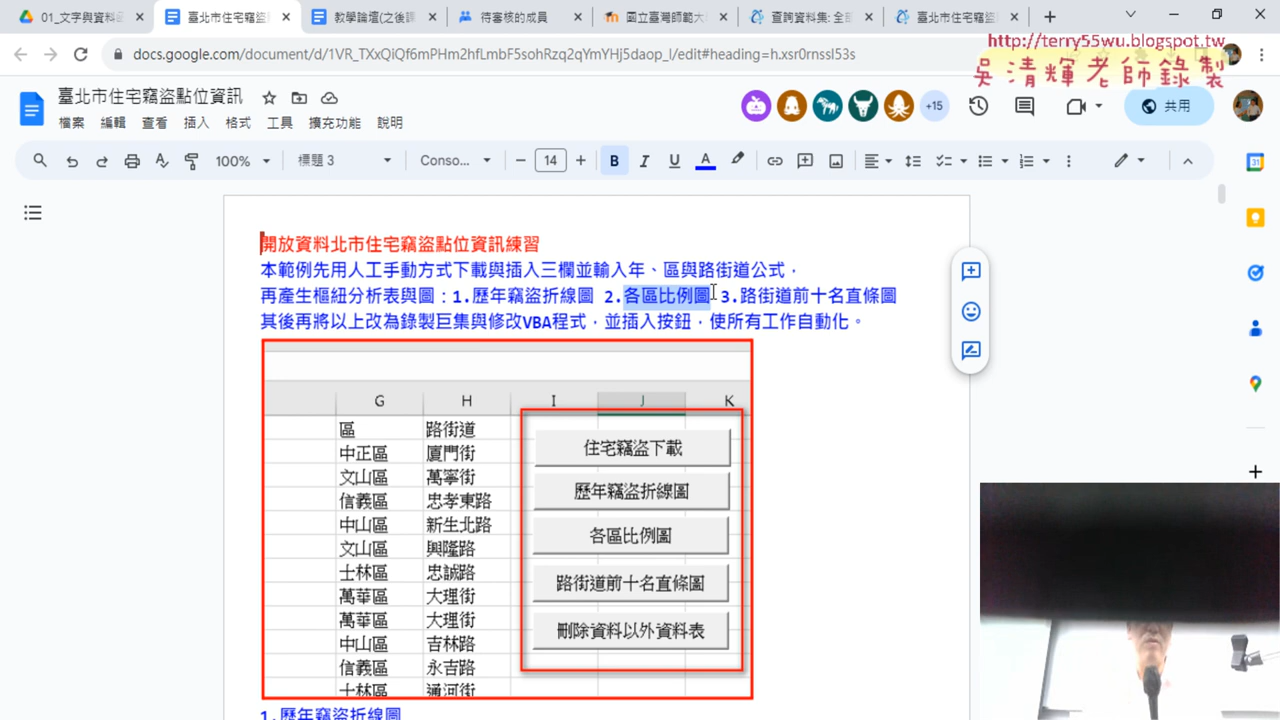 01_文字與資料函
臺北市住宅竊盜
教學論壇(之後課
待審核的成員
國立臺灣師範大
查詢資料集: 全部
臺北市住宅竊盜
docs.google.com/document/d/1VR_TXxQiQf6mPHm2hfLmbF5sohRzq2qYmYHj5daop_I/edit#heading=h.xsr0rnssl53s
http://terry55wu.blogspot.tw
吳清輝老師錄製
臺北市住宅竊盜點位資訊
+15
共用
檔案 編輯 查看 插入 格式 工具 擴充功能 說明
100% 標題 3 Conso... 14 B I U A
開放資料北市住宅竊盜點位資訊練習
本範例先用人工手動方式下載與插入三欄並輸入年、區與路街道公式，
再產生樞紐分析表與圖：1.歷年竊盜折線圖 2.各區比例圖 3.路街道前十名直條圖
其後再將以上改為錄製巨集與修改VBA程式，並插入按鈕，使所有工作自動化。
G H I J K
區 路街道
中正區 廈門街
文山區 萬寧街
信義區 忠孝東路
中山區 新生北路
文山區 興隆路
士林區 忠誠路
萬華區 大理街
萬華區 大理街
中山區 吉林路
信義區 永吉路
士林區 通河街
住宅竊盜下載
歷年竊盜折線圖
各區比例圖
路街道前十名直條圖
刪除資料以外資料表
1.歷年竊盜折線圖
31